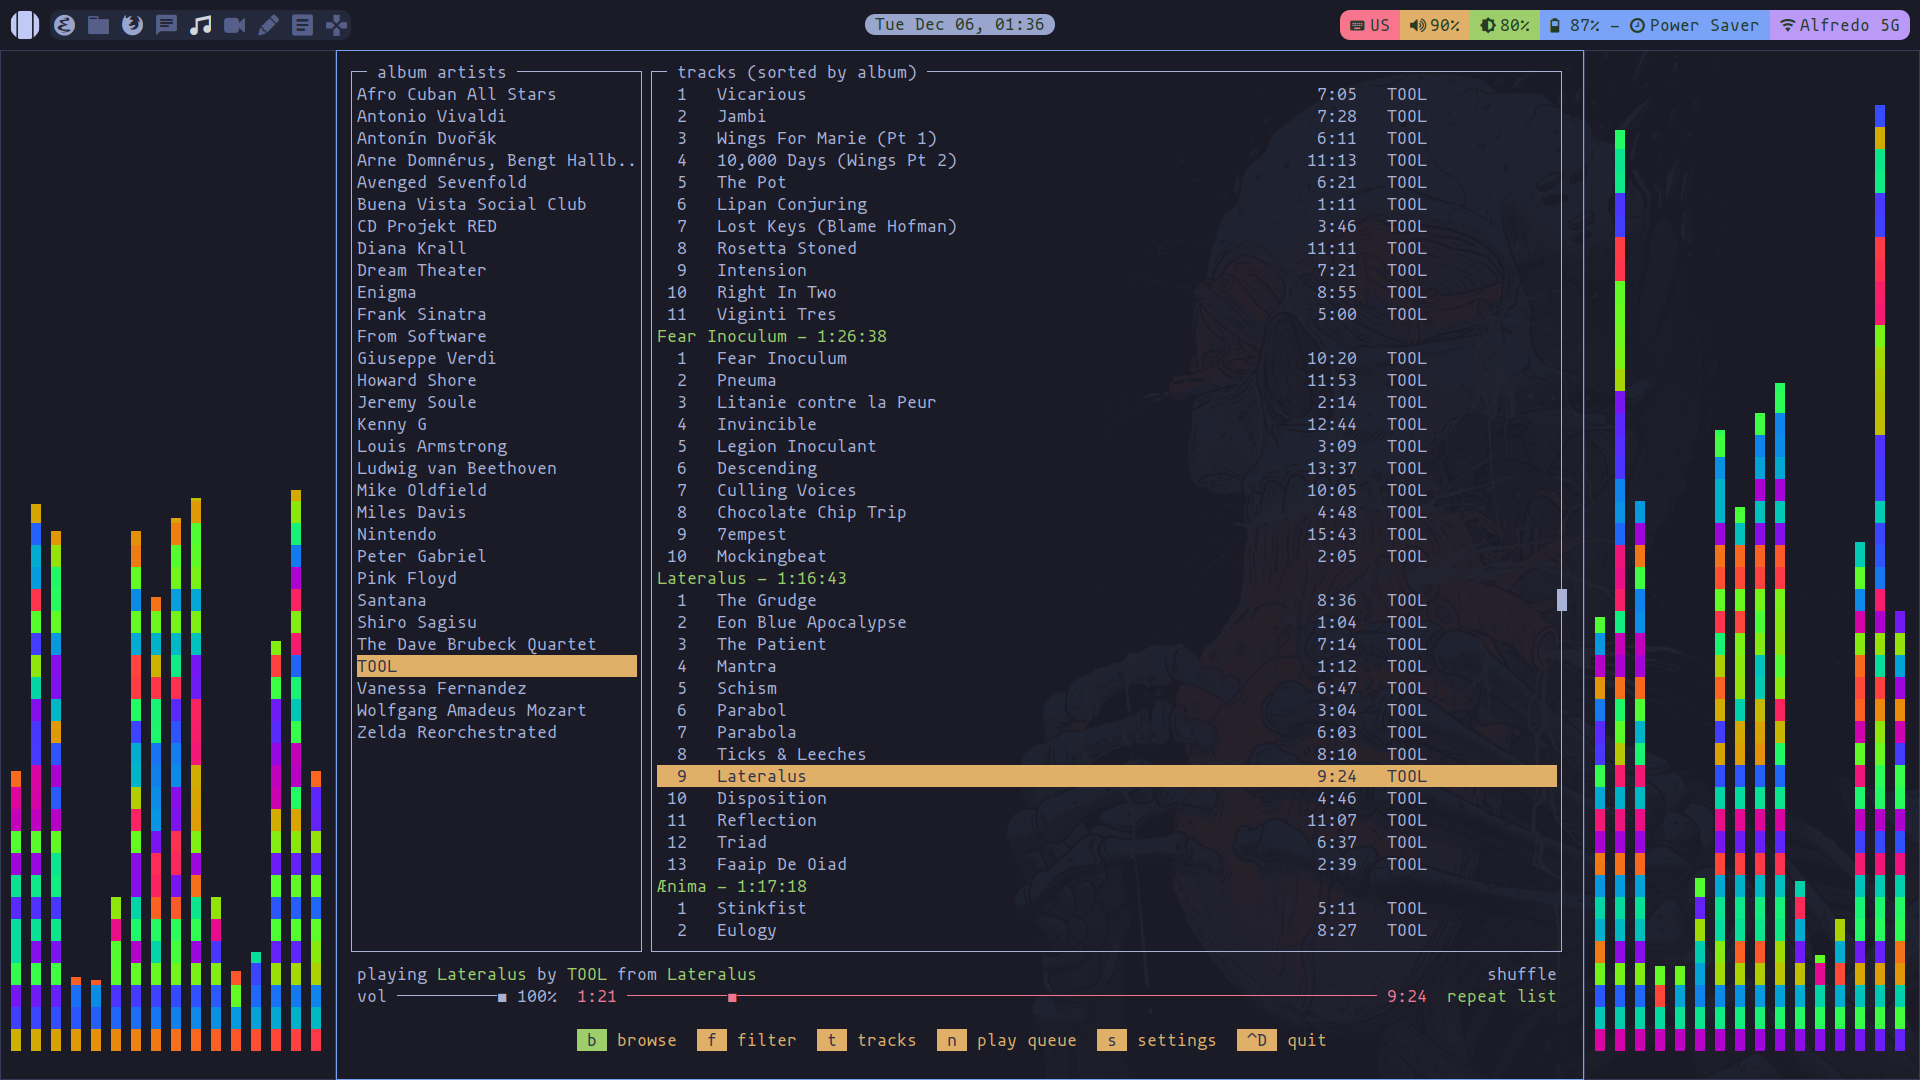 Tue Dec 06, 01:36
US 90% 80% 87% – Power Saver Alfredo 5G
album artists
Afro Cuban All Stars
Antonio Vivaldi
Antonín Dvořák
Arne Domnérus, Bengt Hallb..
Avenged Sevenfold
Buena Vista Social Club
CD Projekt RED
Diana Krall
Dream Theater
Enigma
Frank Sinatra
From Software
Giuseppe Verdi
Howard Shore
Jeremy Soule
Kenny G
Louis Armstrong
Ludwig van Beethoven
Mike Oldfield
Miles Davis
Nintendo
Peter Gabriel
Pink Floyd
Santana
Shiro Sagisu
The Dave Brubeck Quartet
TOOL
Vanessa Fernandez
Wolfgang Amadeus Mozart
Zelda Reorchestrated
tracks (sorted by album)
1 Vicarious 7:05 TOOL
2 Jambi 7:28 TOOL
3 Wings For Marie (Pt 1) 6:11 TOOL
4 10,000 Days (Wings Pt 2) 11:13 TOOL
5 The Pot 6:21 TOOL
6 Lipan Conjuring 1:11 TOOL
7 Lost Keys (Blame Hofman) 3:46 TOOL
8 Rosetta Stoned 11:11 TOOL
9 Intension 7:21 TOOL
10 Right In Two 8:55 TOOL
11 Viginti Tres 5:00 TOOL
Fear Inoculum – 1:26:38
1 Fear Inoculum 10:20 TOOL
2 Pneuma 11:53 TOOL
3 Litanie contre la Peur 2:14 TOOL
4 Invincible 12:44 TOOL
5 Legion Inoculant 3:09 TOOL
6 Descending 13:37 TOOL
7 Culling Voices 10:05 TOOL
8 Chocolate Chip Trip 4:48 TOOL
9 7empest 15:43 TOOL
10 Mockingbeat 2:05 TOOL
Lateralus – 1:16:43
1 The Grudge 8:36 TOOL
2 Eon Blue Apocalypse 1:04 TOOL
3 The Patient 7:14 TOOL
4 Mantra 1:12 TOOL
5 Schism 6:47 TOOL
6 Parabol 3:04 TOOL
7 Parabola 6:03 TOOL
8 Ticks & Leeches 8:10 TOOL
9 Lateralus 9:24 TOOL
10 Disposition 4:46 TOOL
11 Reflection 11:07 TOOL
12 Triad 6:37 TOOL
13 Faaip De Oiad 2:39 TOOL
Ænima – 1:17:18
1 Stinkfist 5:11 TOOL
2 Eulogy 8:27 TOOL
playing Lateralus by TOOL from Lateralus shuffle
vol 100% 1:21 9:24 repeat list
b browse f filter t tracks n play queue s settings ^D quit